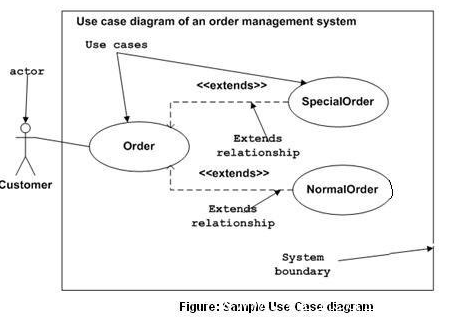 Use case diagram of an order management system
Use cases
actor
<<extends>>
SpecialOrder
Order
Extends
relationship
<<extends>>
Customer
NormalOrder
Extends
relationship
System
boundary
Figure: Sample Use Case diagram